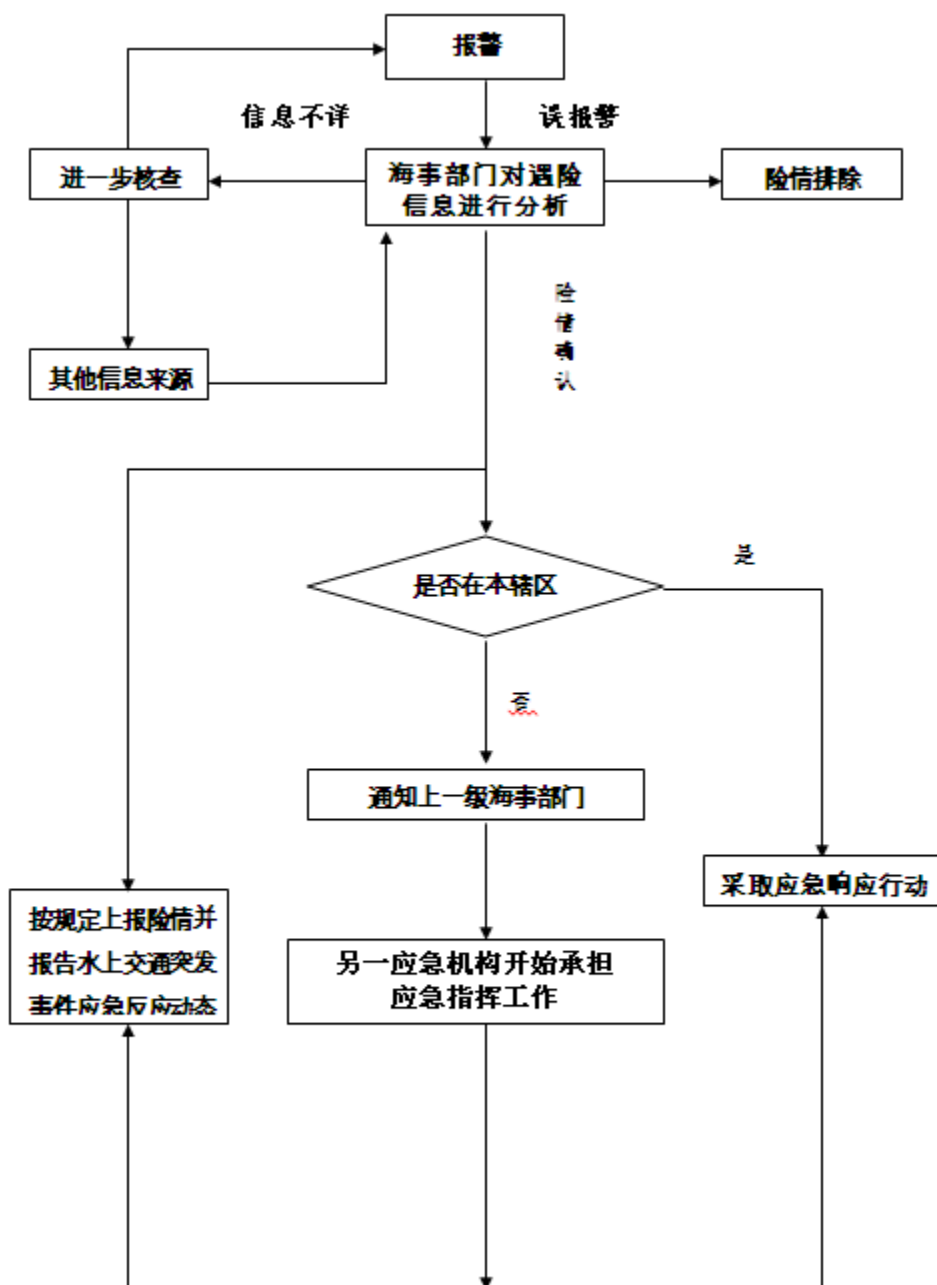 报警
信息不详
误报警
进一步核查
海事部门对遇险
信息进行分析
险情排除
险
情
确
认
其他信息来源
是否在本辖区
是
否
通知上一级海事部门
采取应急响应行动
按规定上报险情并
报告水上交通突发
事件应急反应动态
另一应急机构开始承担
应急指挥工作